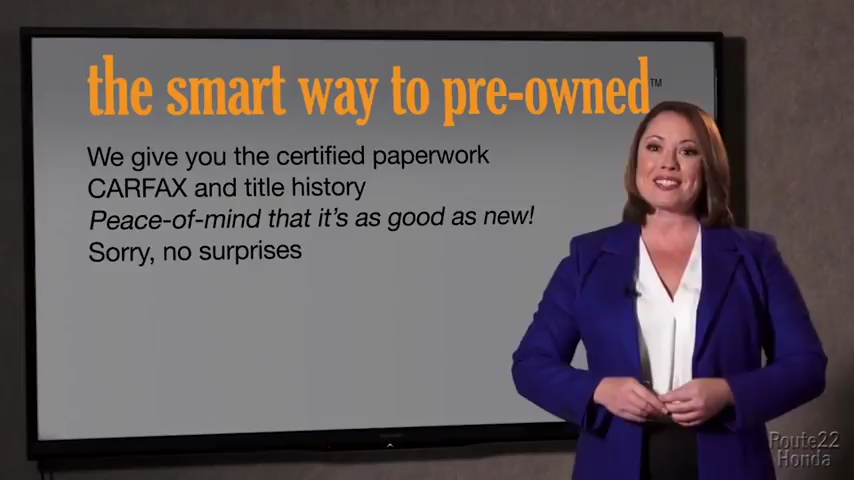 the smart way to pre-owned™
We give you the certified paperwork
CARFAX and title history
Peace-of-mind that it's as good as new!
Sorry, no surprises
Route22
Honda